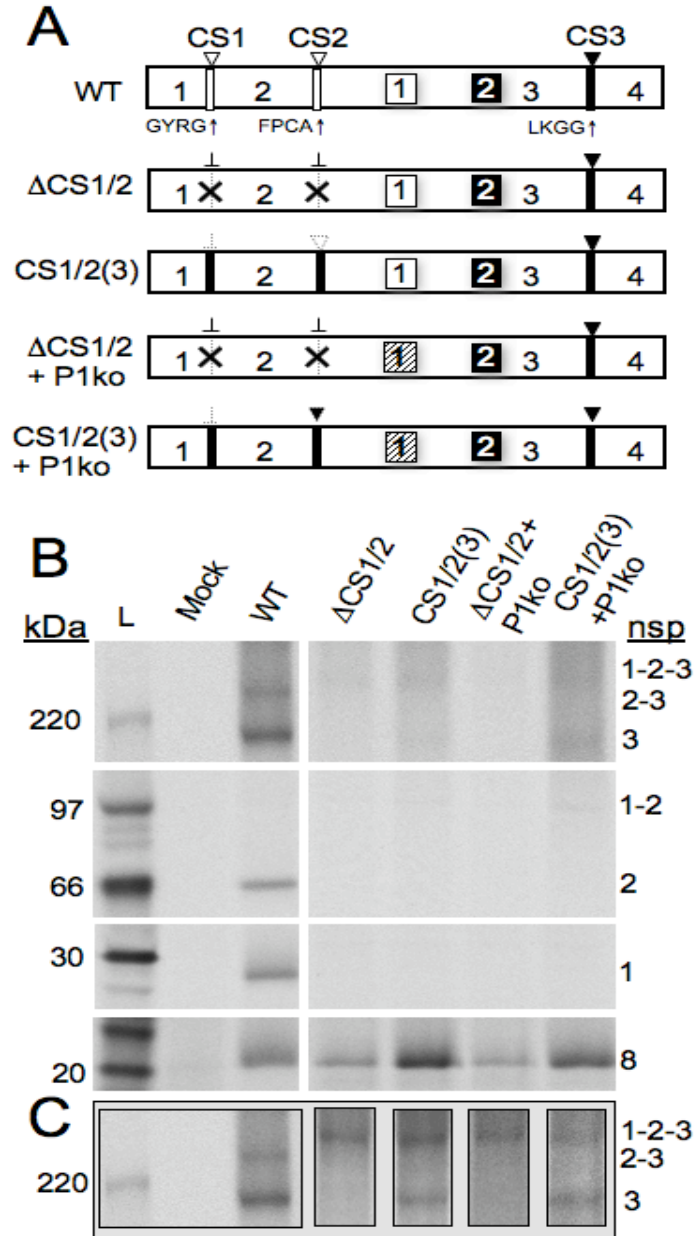 A
CS1 CS2 CS3
WT 1 2 1 2 3 4
GYRG↑ FPCA↑ LKGG↑
ΔCS1/2 1 2 1 2 3 4
CS1/2(3) 1 2 1 2 3 4
ΔCS1/2 + P1ko 1 2 1 2 3 4
CS1/2(3) + P1ko 1 2 1 2 3 4
B
kDa L Mock WT ΔCS1/2 CS1/2(3) ΔCS1/2+ P1ko CS1/2(3) +P1ko nsp
1-2-3
2-3
220 3
97 1-2
66 2
30 1
20 8
C
1-2-3
2-3
220 3